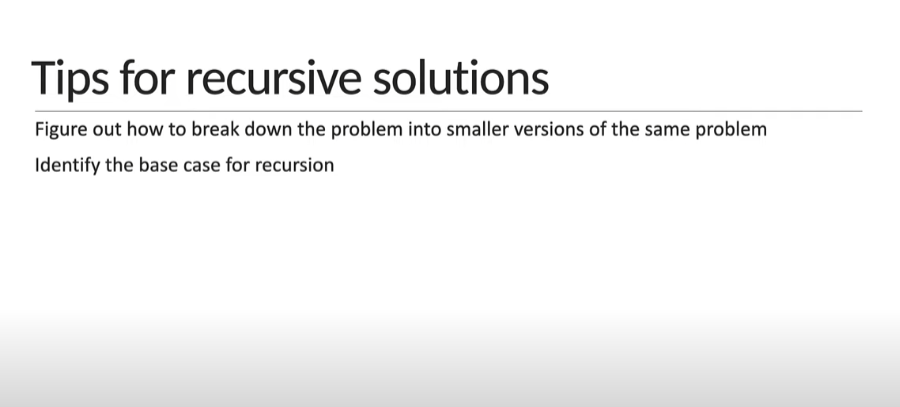 Tips for recursive solutions
Figure out how to break down the problem into smaller versions of the same problem
Identify the base case for recursion